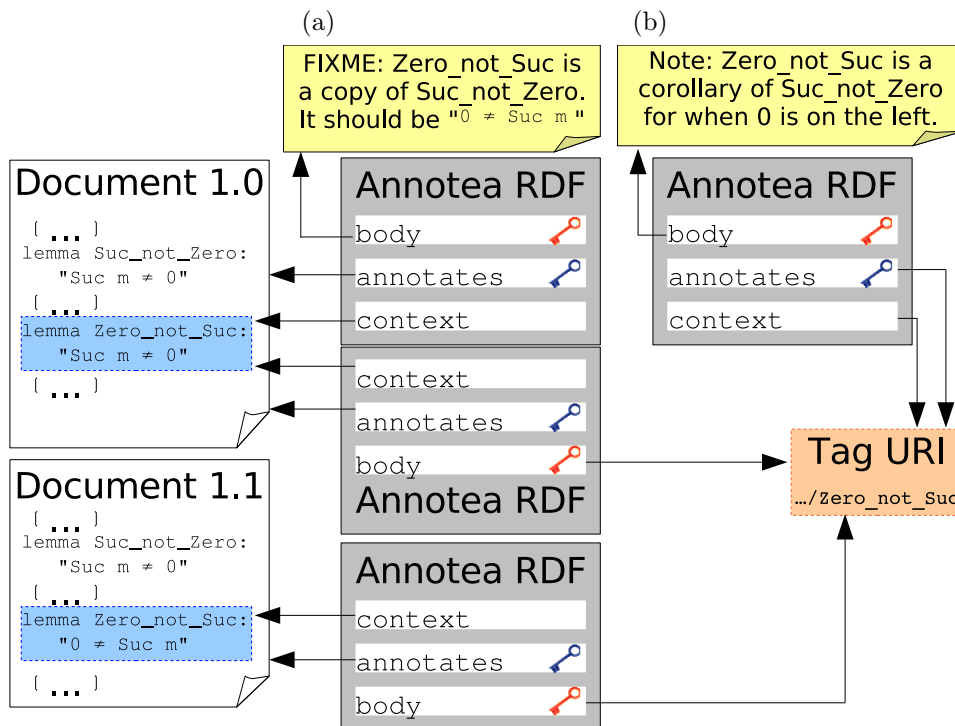 (a)
(b)
FIXME: Zero_not_Suc is
a copy of Suc_not_Zero.
It should be "0 ≠ Suc m "
Note: Zero_not_Suc is a
corollary of Suc_not_Zero
for when 0 is on the left.
Document 1.0
[ ... ]
lemma Suc_not_Zero:
"Suc m ≠ 0"
[ ... ]
lemma Zero_not_Suc:
"Suc m ≠ 0"
[ ... ]
Annotea RDF
body
annotates
context
context
annotates
body
Annotea RDF
Annotea RDF
body
annotates
context
Tag URI
.../Zero_not_Suc
Document 1.1
[ ... ]
lemma Suc_not_Zero:
"Suc m ≠ 0"
[ ... ]
lemma Zero_not_Suc:
"0 ≠ Suc m"
[ ... ]
Annotea RDF
context
annotates
body